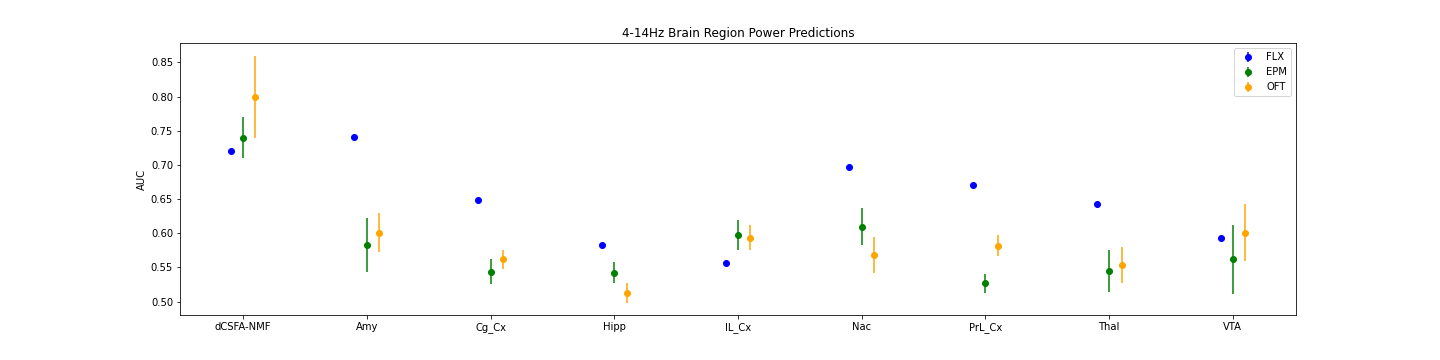 4-14Hz Brain Region Power Predictions
FLX
EPM
OFT
AUC
0.85
0.80
0.75
0.70
0.65
0.60
0.55
0.50
dCSFA-NMF Amy Cg_Cx Hipp IL_Cx Nac PrL_Cx Thal VTA